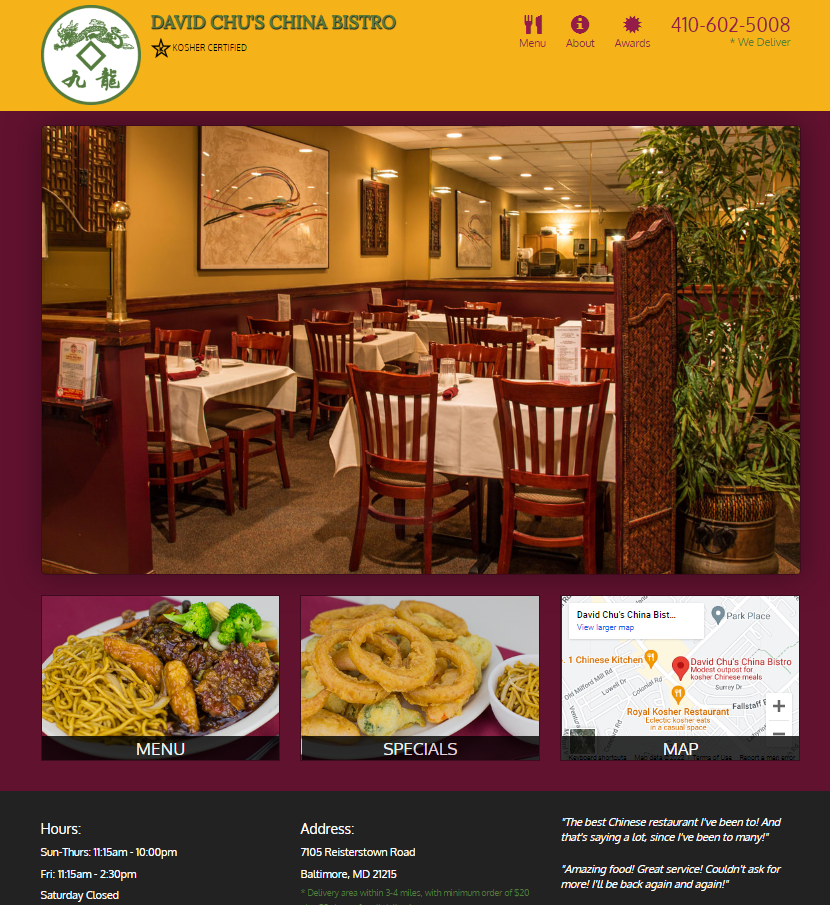 DAVID CHU'S CHINA BISTRO
KOSHER CERTIFIED
九 龍
Menu
About
Awards
410-602-5008
* We Deliver
MENU
SPECIALS
David Chu's China Bist...
View larger map
Park Place
. 1 Chinese Kitchen
David Chu's China Bistro
Modest outpost for
kosher Chinese meals
Old Milford Mill Rd
Lowell Dr
Colonial Rd
Surrey Dr
Royal Kosher Restaurant
Eclectic kosher eats
in a casual space
Fallstaff
MAP
Hours:
Sun-Thurs: 11:15am - 10:00pm
Fri: 11:15am - 2:30pm
Saturday Closed
Address:
7105 Reisterstown Road
Baltimore, MD 21215
* Delivery area within 3-4 miles, with minimum order of $20
"The best Chinese restaurant I've been to! And
that's saying a lot, since I've been to many!"
"Amazing food! Great service! Couldn't ask for
more! I'll be back again and again!"